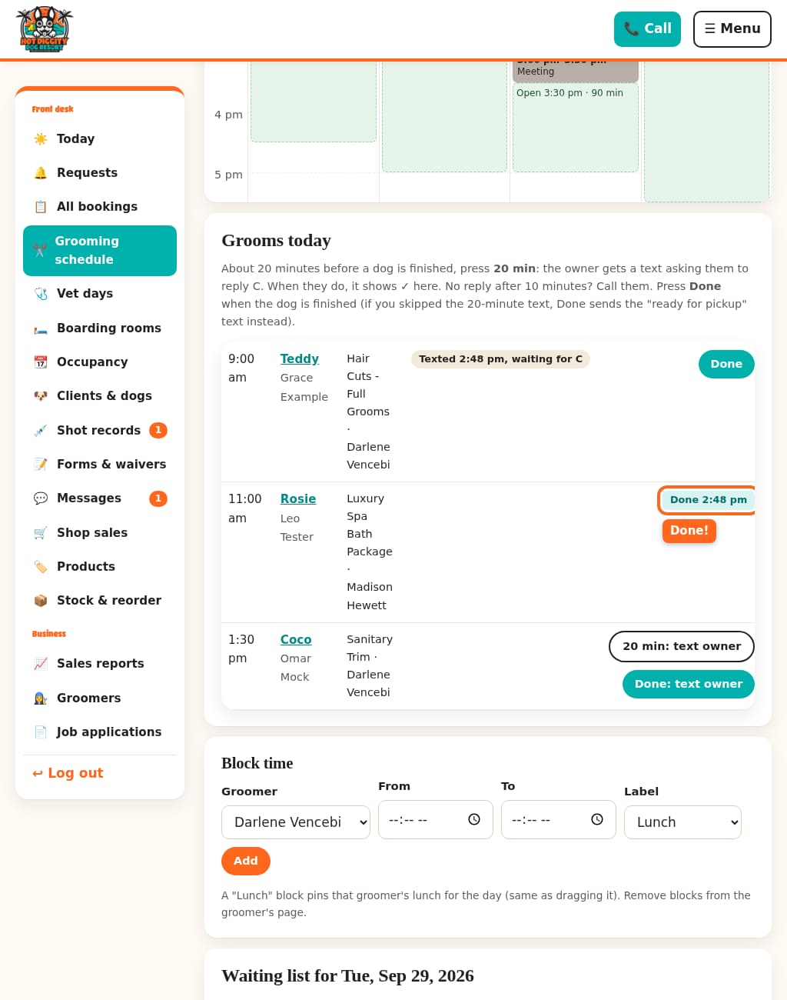 HOT DIGGITY
DOG RESORT
📞 Call
☰ Menu
Front desk
Today
Requests
All bookings
Grooming
schedule
Vet days
Boarding rooms
Occupancy
Clients & dogs
Shot records 1
Forms & waivers
Messages 1
Shop sales
Products
Stock & reorder
Business
Sales reports
Groomers
Job applications
↩ Log out
Meeting
Open 3:30 pm · 90 min
4 pm
5 pm
Grooms today
About 20 minutes before a dog is finished, press 20 min: the owner gets a text asking them to
reply C. When they do, it shows ✓ here. No reply after 10 minutes? Call them. Press Done
when the dog is finished (if you skipped the 20-minute text, Done sends the "ready for pickup"
text instead).
9:00
am
Teddy
Grace
Example
Hair
Cuts -
Full
Grooms
·
Darlene
Vencebi
Texted 2:48 pm, waiting for C
Done
11:00
am
Rosie
Leo
Tester
Luxury
Spa
Bath
Package
·
Madison
Hewett
Done 2:48 pm
Done!
1:30
pm
Coco
Omar
Mock
Sanitary
Trim ·
Darlene
Vencebi
20 min: text owner
Done: text owner
Block time
Groomer
From
To
Label
Darlene Vencebi
--:-- --
--:-- --
Lunch
Add
A "Lunch" block pins that groomer's lunch for the day (same as dragging it). Remove blocks from the
groomer's page.
Waiting list for Tue, Sep 29, 2026